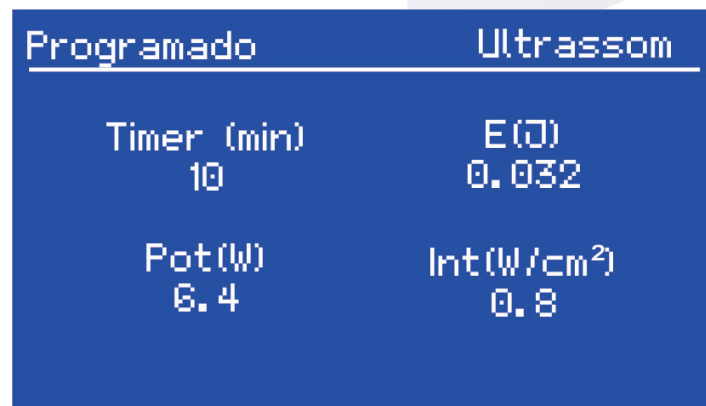 Programado Ultrassom
Timer (min) E(J)
10 0.032
Pot(W) Int(W/cm²)
6.4 0.8